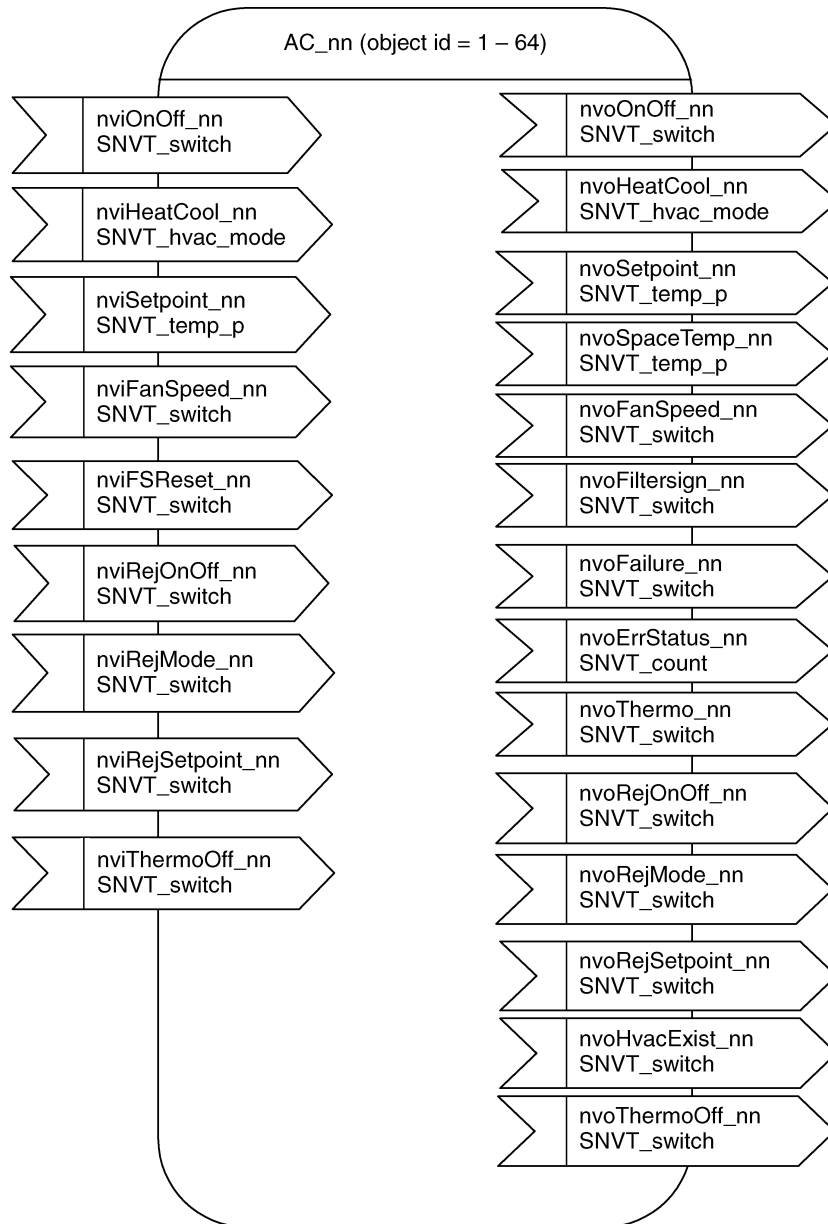 AC_nn (object id = 1 – 64)
nviOnOff_nn
SNVT_switch
nviHeatCool_nn
SNVT_hvac_mode
nviSetpoint_nn
SNVT_temp_p
nviFanSpeed_nn
SNVT_switch
nviFSReset_nn
SNVT_switch
nviRejOnOff_nn
SNVT_switch
nviRejMode_nn
SNVT_switch
nviRejSetpoint_nn
SNVT_switch
nviThermoOff_nn
SNVT_switch
nvoOnOff_nn
SNVT_switch
nvoHeatCool_nn
SNVT_hvac_mode
nvoSetpoint_nn
SNVT_temp_p
nvoSpaceTemp_nn
SNVT_temp_p
nvoFanSpeed_nn
SNVT_switch
nvoFiltersign_nn
SNVT_switch
nvoFailure_nn
SNVT_switch
nvoErrStatus_nn
SNVT_count
nvoThermo_nn
SNVT_switch
nvoRejOnOff_nn
SNVT_switch
nvoRejMode_nn
SNVT_switch
nvoRejSetpoint_nn
SNVT_switch
nvoHvacExist_nn
SNVT_switch
nvoThermoOff_nn
SNVT_switch